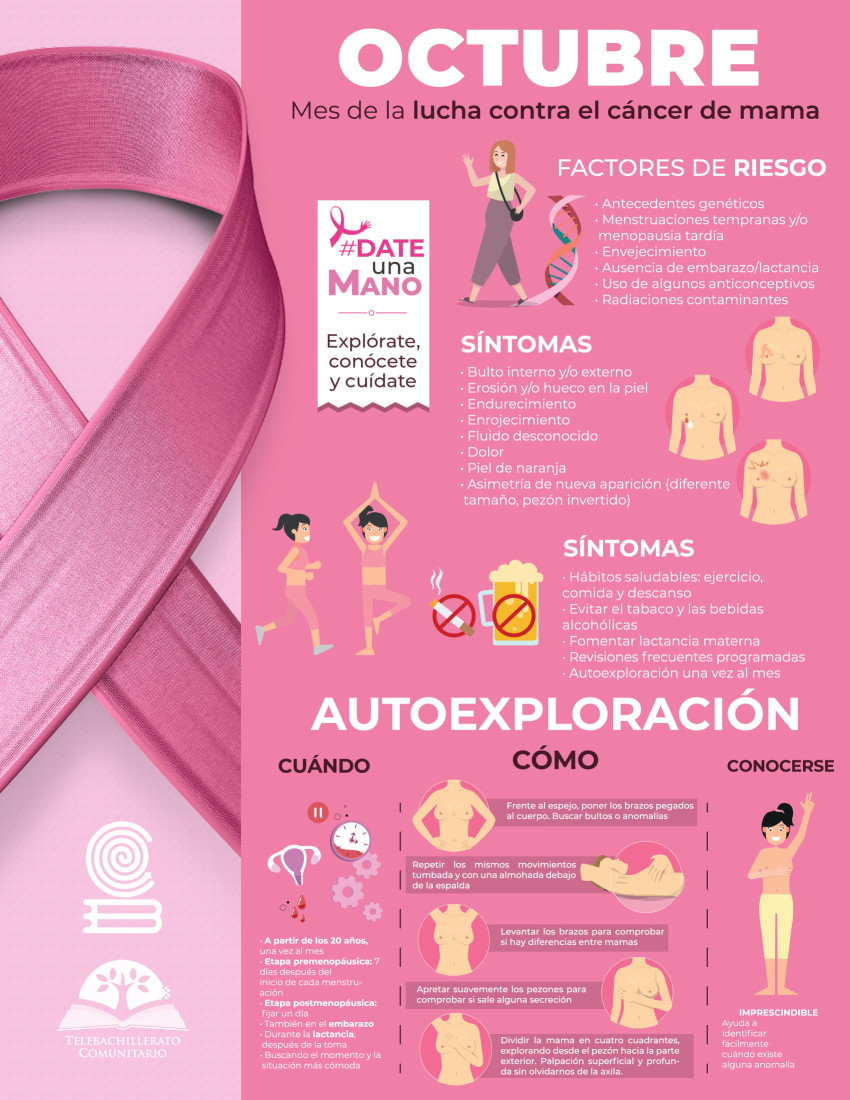 OCTUBRE
Mes de la lucha contra el cáncer de mama
#DATE
una
MANO
Explórate,
conócete
y cuídate
FACTORES DE RIESGO
· Antecedentes genéticos
· Menstruaciones tempranas y/o
menopausia tardía
· Envejecimiento
· Ausencia de embarazo/lactancia
· Uso de algunos anticonceptivos
· Radiaciones contaminantes
SÍNTOMAS
· Bulto interno y/o externo
· Erosión y/o hueco en la piel
· Endurecimiento
· Enrojecimiento
· Fluido desconocido
· Dolor
· Piel de naranja
· Asimetría de nueva aparición (diferente
tamaño, pezón invertido)
SÍNTOMAS
· Hábitos saludables: ejercicio,
comida y descanso
· Evitar el tabaco y las bebidas
alcohólicas
· Fomentar lactancia materna
· Revisiones frecuentes programadas
· Autoexploración una vez al mes
AUTOEXPLORACIÓN
CUÁNDO
· A partir de los 20 años,
una vez al mes
· Etapa premenopáusica: 7
días después del
inicio de cada menstru-
ación
· Etapa postmenopáusica:
fijar un día
· También en el embarazo
· Durante la lactancia,
después de la toma
· Buscando el momento y la
situación más cómoda
CÓMO
Frente al espejo, poner los brazos pegados
al cuerpo. Buscar bultos o anomalías
Repetir los mismos movimientos
tumbada y con una almohada debajo
de la espalda
Levantar los brazos para comprobar
si hay diferencias entre mamas
Apretar suavemente los pezones para
comprobar si sale alguna secreción
Dividir la mama en cuatro cuadrantes,
explorando desde el pezón hacia la parte
exterior. Palpación superficial y profun-
da sin olvidarnos de la axila.
CONOCERSE
IMPRESCINDIBLE
Ayuda a
identificar
fácilmente
cuándo existe
alguna anomalía
TELEBACHILLERATO
COMUNITARIO